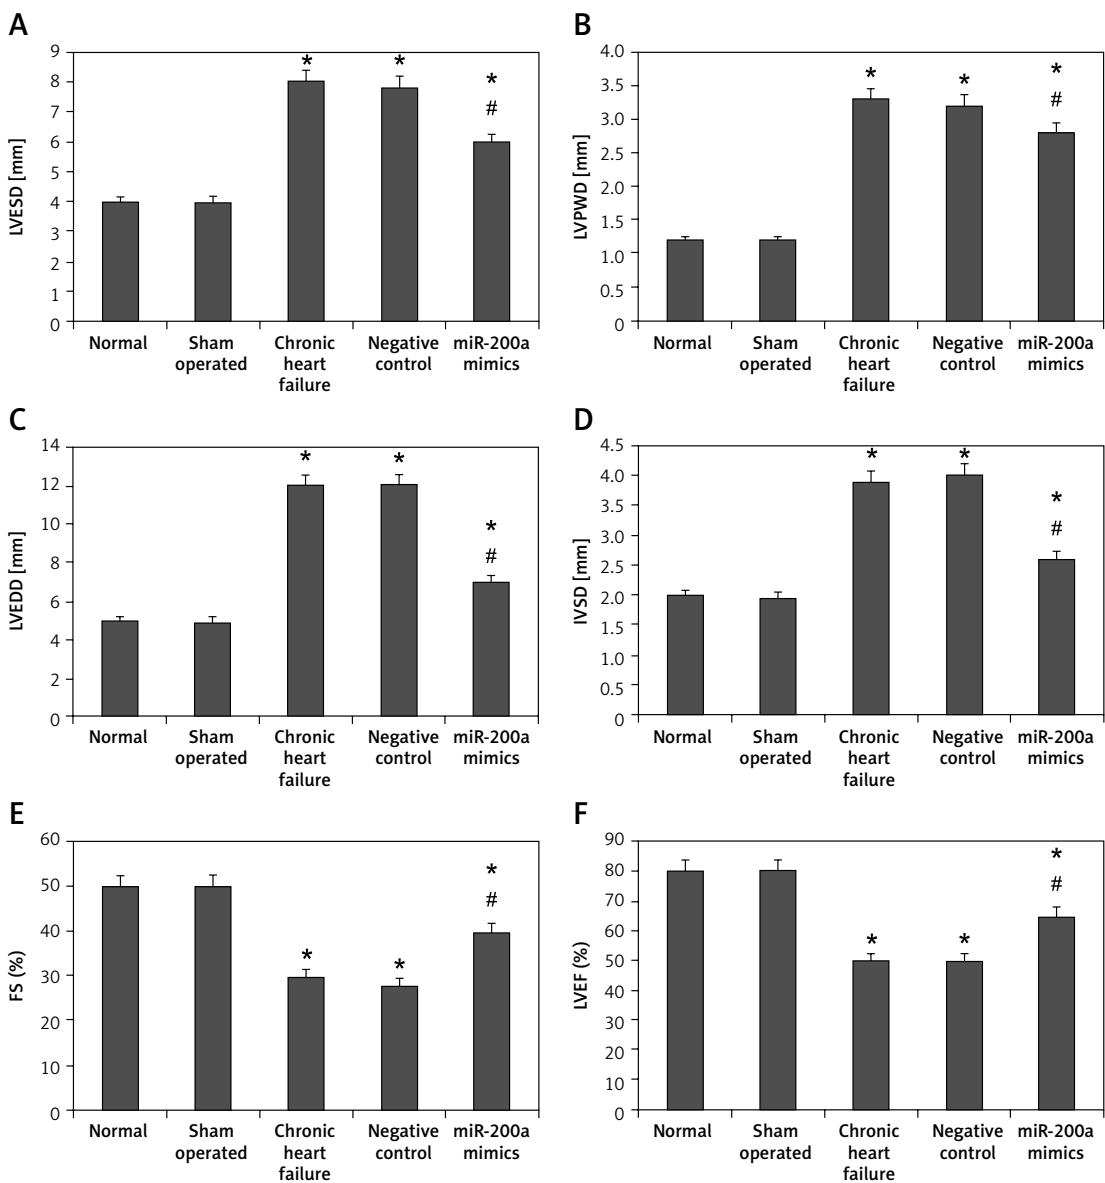 A
LVESD [mm]
9
8
7
6
5
4
3
2
1
0
*
*
*
#
Normal
Sham
operated
Chronic
heart
failure
Negative
control
miR-200a
mimics
B
LVPWD [mm]
4.0
3.5
3.0
2.5
2.0
1.5
1.0
0.5
0
*
*
*
#
Normal
Sham
operated
Chronic
heart
failure
Negative
control
miR-200a
mimics
C
LVEDD [mm]
14
12
10
8
6
4
2
0
*
*
*
#
Normal
Sham
operated
Chronic
heart
failure
Negative
control
miR-200a
mimics
D
IVSD [mm]
4.5
4.0
3.5
3.0
2.5
2.0
1.5
1.0
0.5
0
*
*
*
#
Normal
Sham
operated
Chronic
heart
failure
Negative
control
miR-200a
mimics
E
FS (%)
60
50
40
30
20
10
0
*
*
*
#
Normal
Sham
operated
Chronic
heart
failure
Negative
control
miR-200a
mimics
F
LVEF (%)
90
80
70
60
50
40
30
20
10
0
*
*
*
#
Normal
Sham
operated
Chronic
heart
failure
Negative
control
miR-200a
mimics